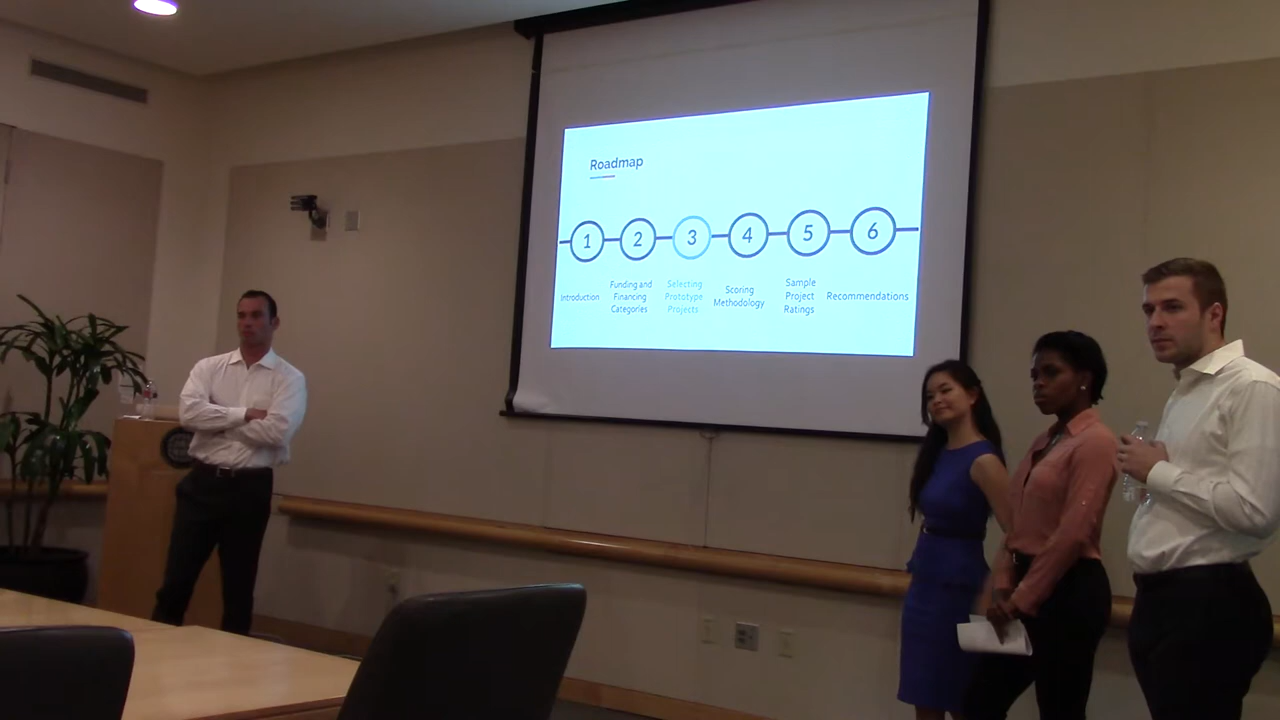 Roadmap
1 2 3 4 5 6
Introduction
Funding and
Financing
Categories
Selecting
Prototype
Projects
Scoring
Methodology
Sample
Project
Ratings
Recommendations